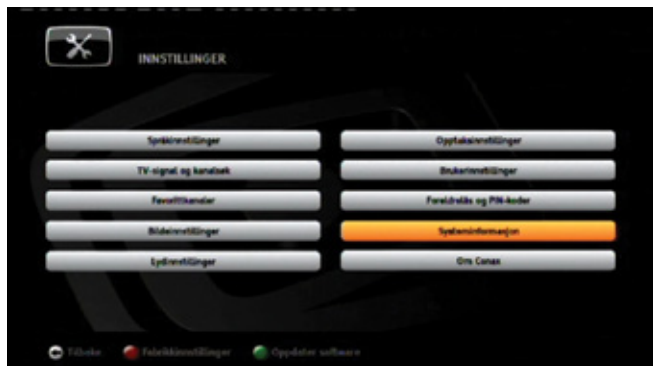 INNSTILLINGER
Språkinnstillinger
Opptaksinnstillinger
TV-signal og kanalsøk
Brukerinnstillinger
Favorittkanaler
Foreldrelås og PIN-koder
Bildeinnstillinger
Systeminformasjon
Lydinnstillinger
Om Conax
Tilbake
Fabrikkinnstillinger
Oppdater software